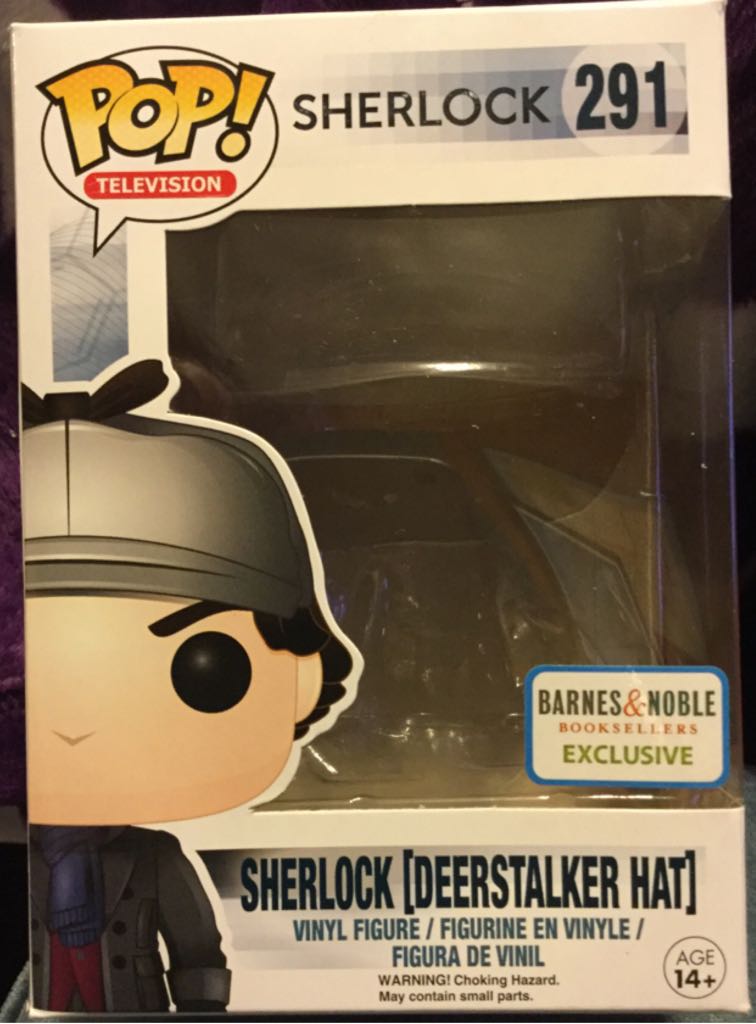 POP!
TELEVISION
SHERLOCK 291
BARNES&NOBLE
BOOKSELLERS
EXCLUSIVE
SHERLOCK [DEERSTALKER HAT]
VINYL FIGURE / FIGURINE EN VINYLE /
FIGURA DE VINIL
WARNING! Choking Hazard.
May contain small parts.
AGE
14+